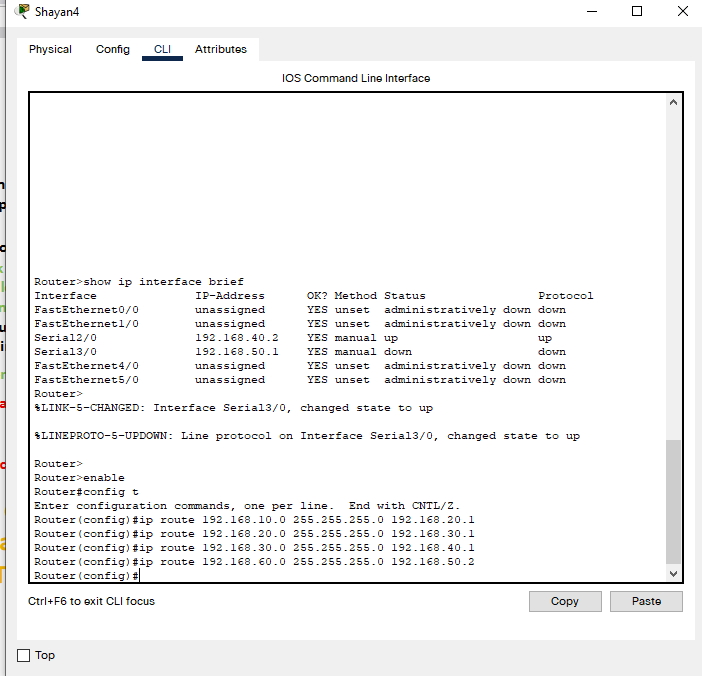 Shayan4
Physical Config CLI Attributes
IOS Command Line Interface
Router>show ip interface brief
Interface IP-Address OK? Method Status Protocol
FastEthernet0/0 unassigned YES unset administratively down down
FastEthernet1/0 unassigned YES unset administratively down down
Serial2/0 192.168.40.2 YES manual up up
Serial3/0 192.168.50.1 YES manual down down
FastEthernet4/0 unassigned YES unset administratively down down
FastEthernet5/0 unassigned YES unset administratively down down
Router>
%LINK-5-CHANGED: Interface Serial3/0, changed state to up
%LINEPROTO-5-UPDOWN: Line protocol on Interface Serial3/0, changed state to up
Router>
Router>enable
Router#config t
Enter configuration commands, one per line. End with CNTL/Z.
Router(config)#ip route 192.168.10.0 255.255.255.0 192.168.20.1
Router(config)#ip route 192.168.20.0 255.255.255.0 192.168.30.1
Router(config)#ip route 192.168.30.0 255.255.255.0 192.168.40.1
Router(config)#ip route 192.168.60.0 255.255.255.0 192.168.50.2
Router(config)#
Ctrl+F6 to exit CLI focus
Copy Paste
Top